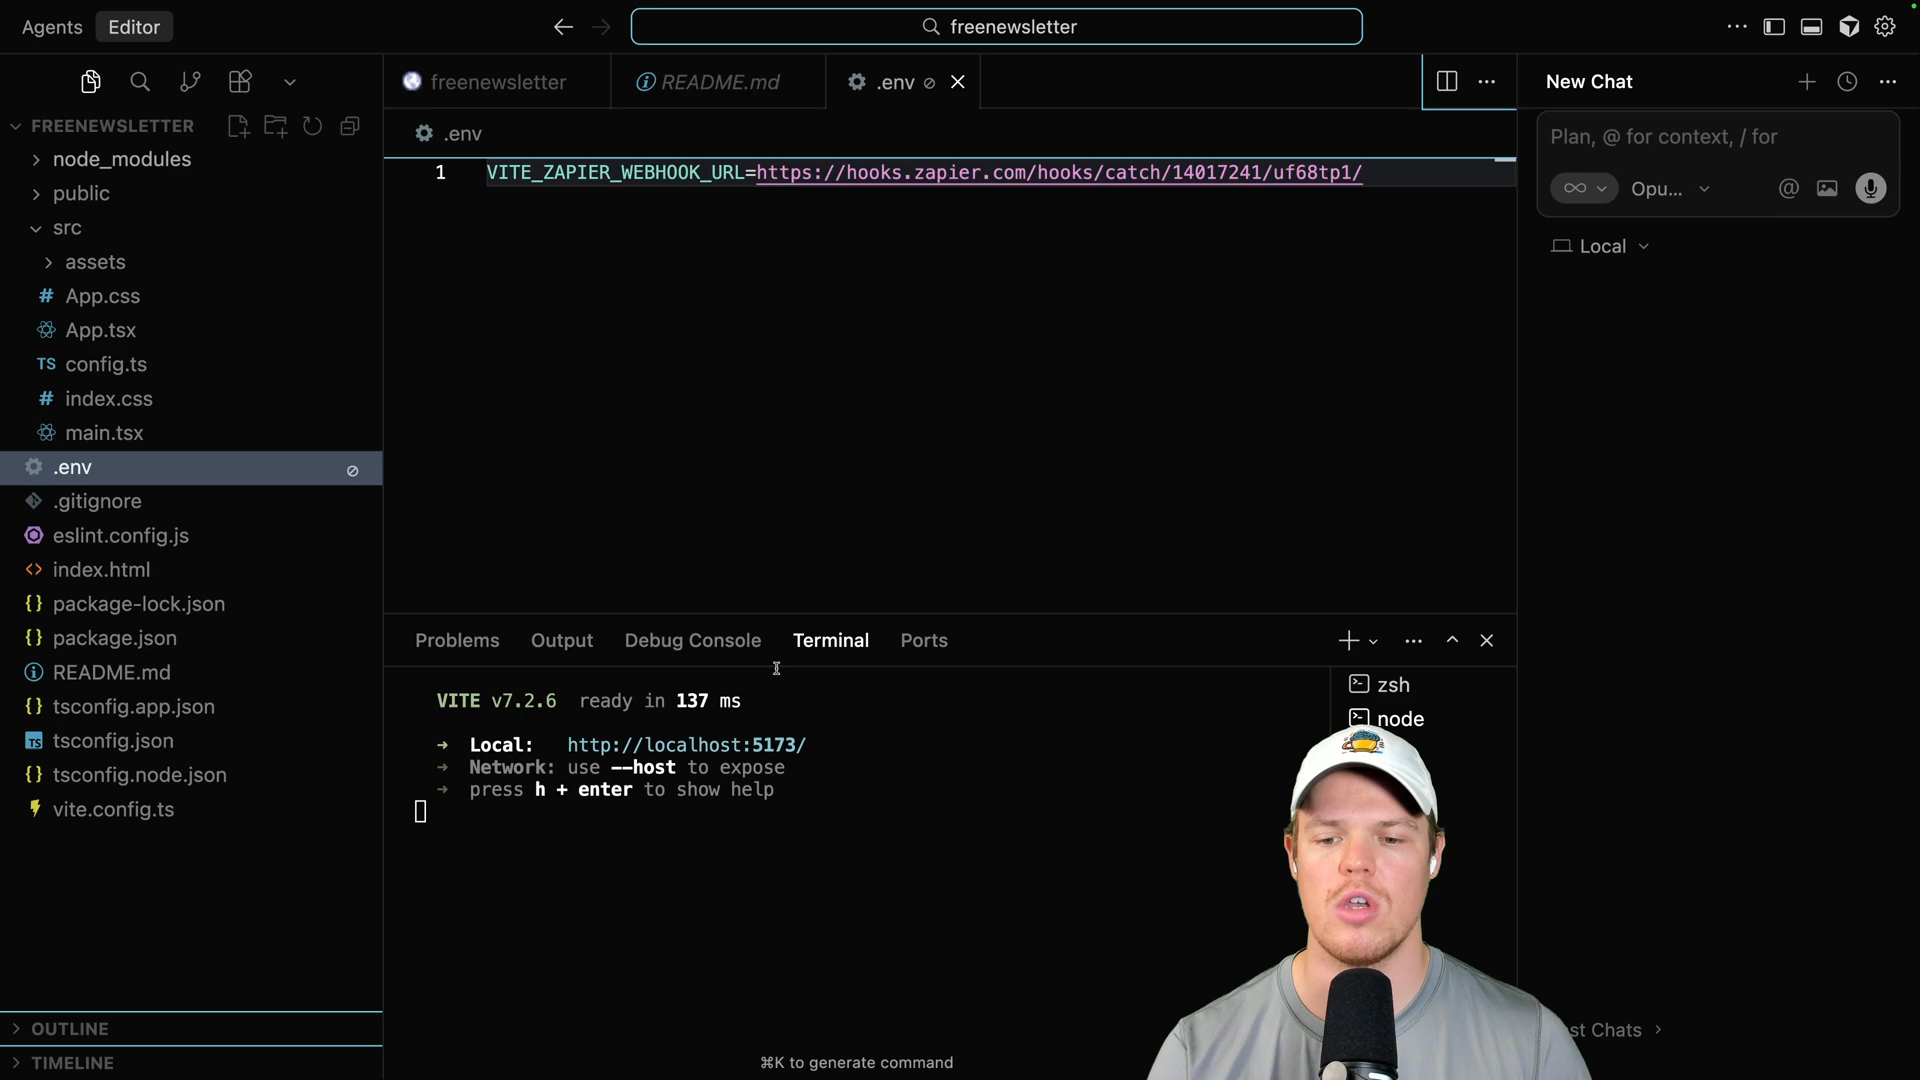 Agents Editor
freenewsletter
FREENEWSLETTER
node_modules
public
src
assets
App.css
App.tsx
TS config.ts
index.css
main.tsx
.env
.gitignore
eslint.config.js
index.html
package-lock.json
package.json
README.md
tsconfig.app.json
TS tsconfig.json
tsconfig.node.json
vite.config.ts
OUTLINE
TIMELINE
freenewsletter README.md .env
.env
1 VITE_ZAPIER_WEBHOOK_URL=https://hooks.zapier.com/hooks/catch/14017241/uf68tp1/
Problems Output Debug Console Terminal Ports
VITE v7.2.6 ready in 137 ms
➜ Local: http://localhost:5173/
➜ Network: use --host to expose
➜ press h + enter to show help
zsh
node
⌘K to generate command
New Chat
Plan, @ for context, / for
Opu...
Local
st Chats